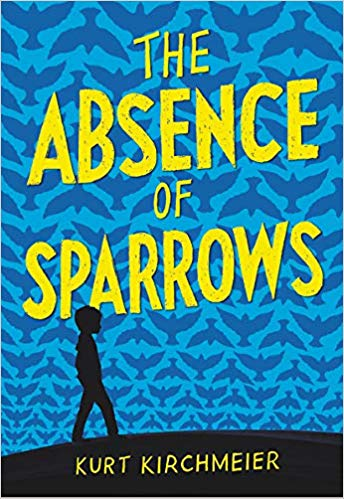 THE
ABSENCE
OF
SPARROWS
KURT KIRCHMEIER